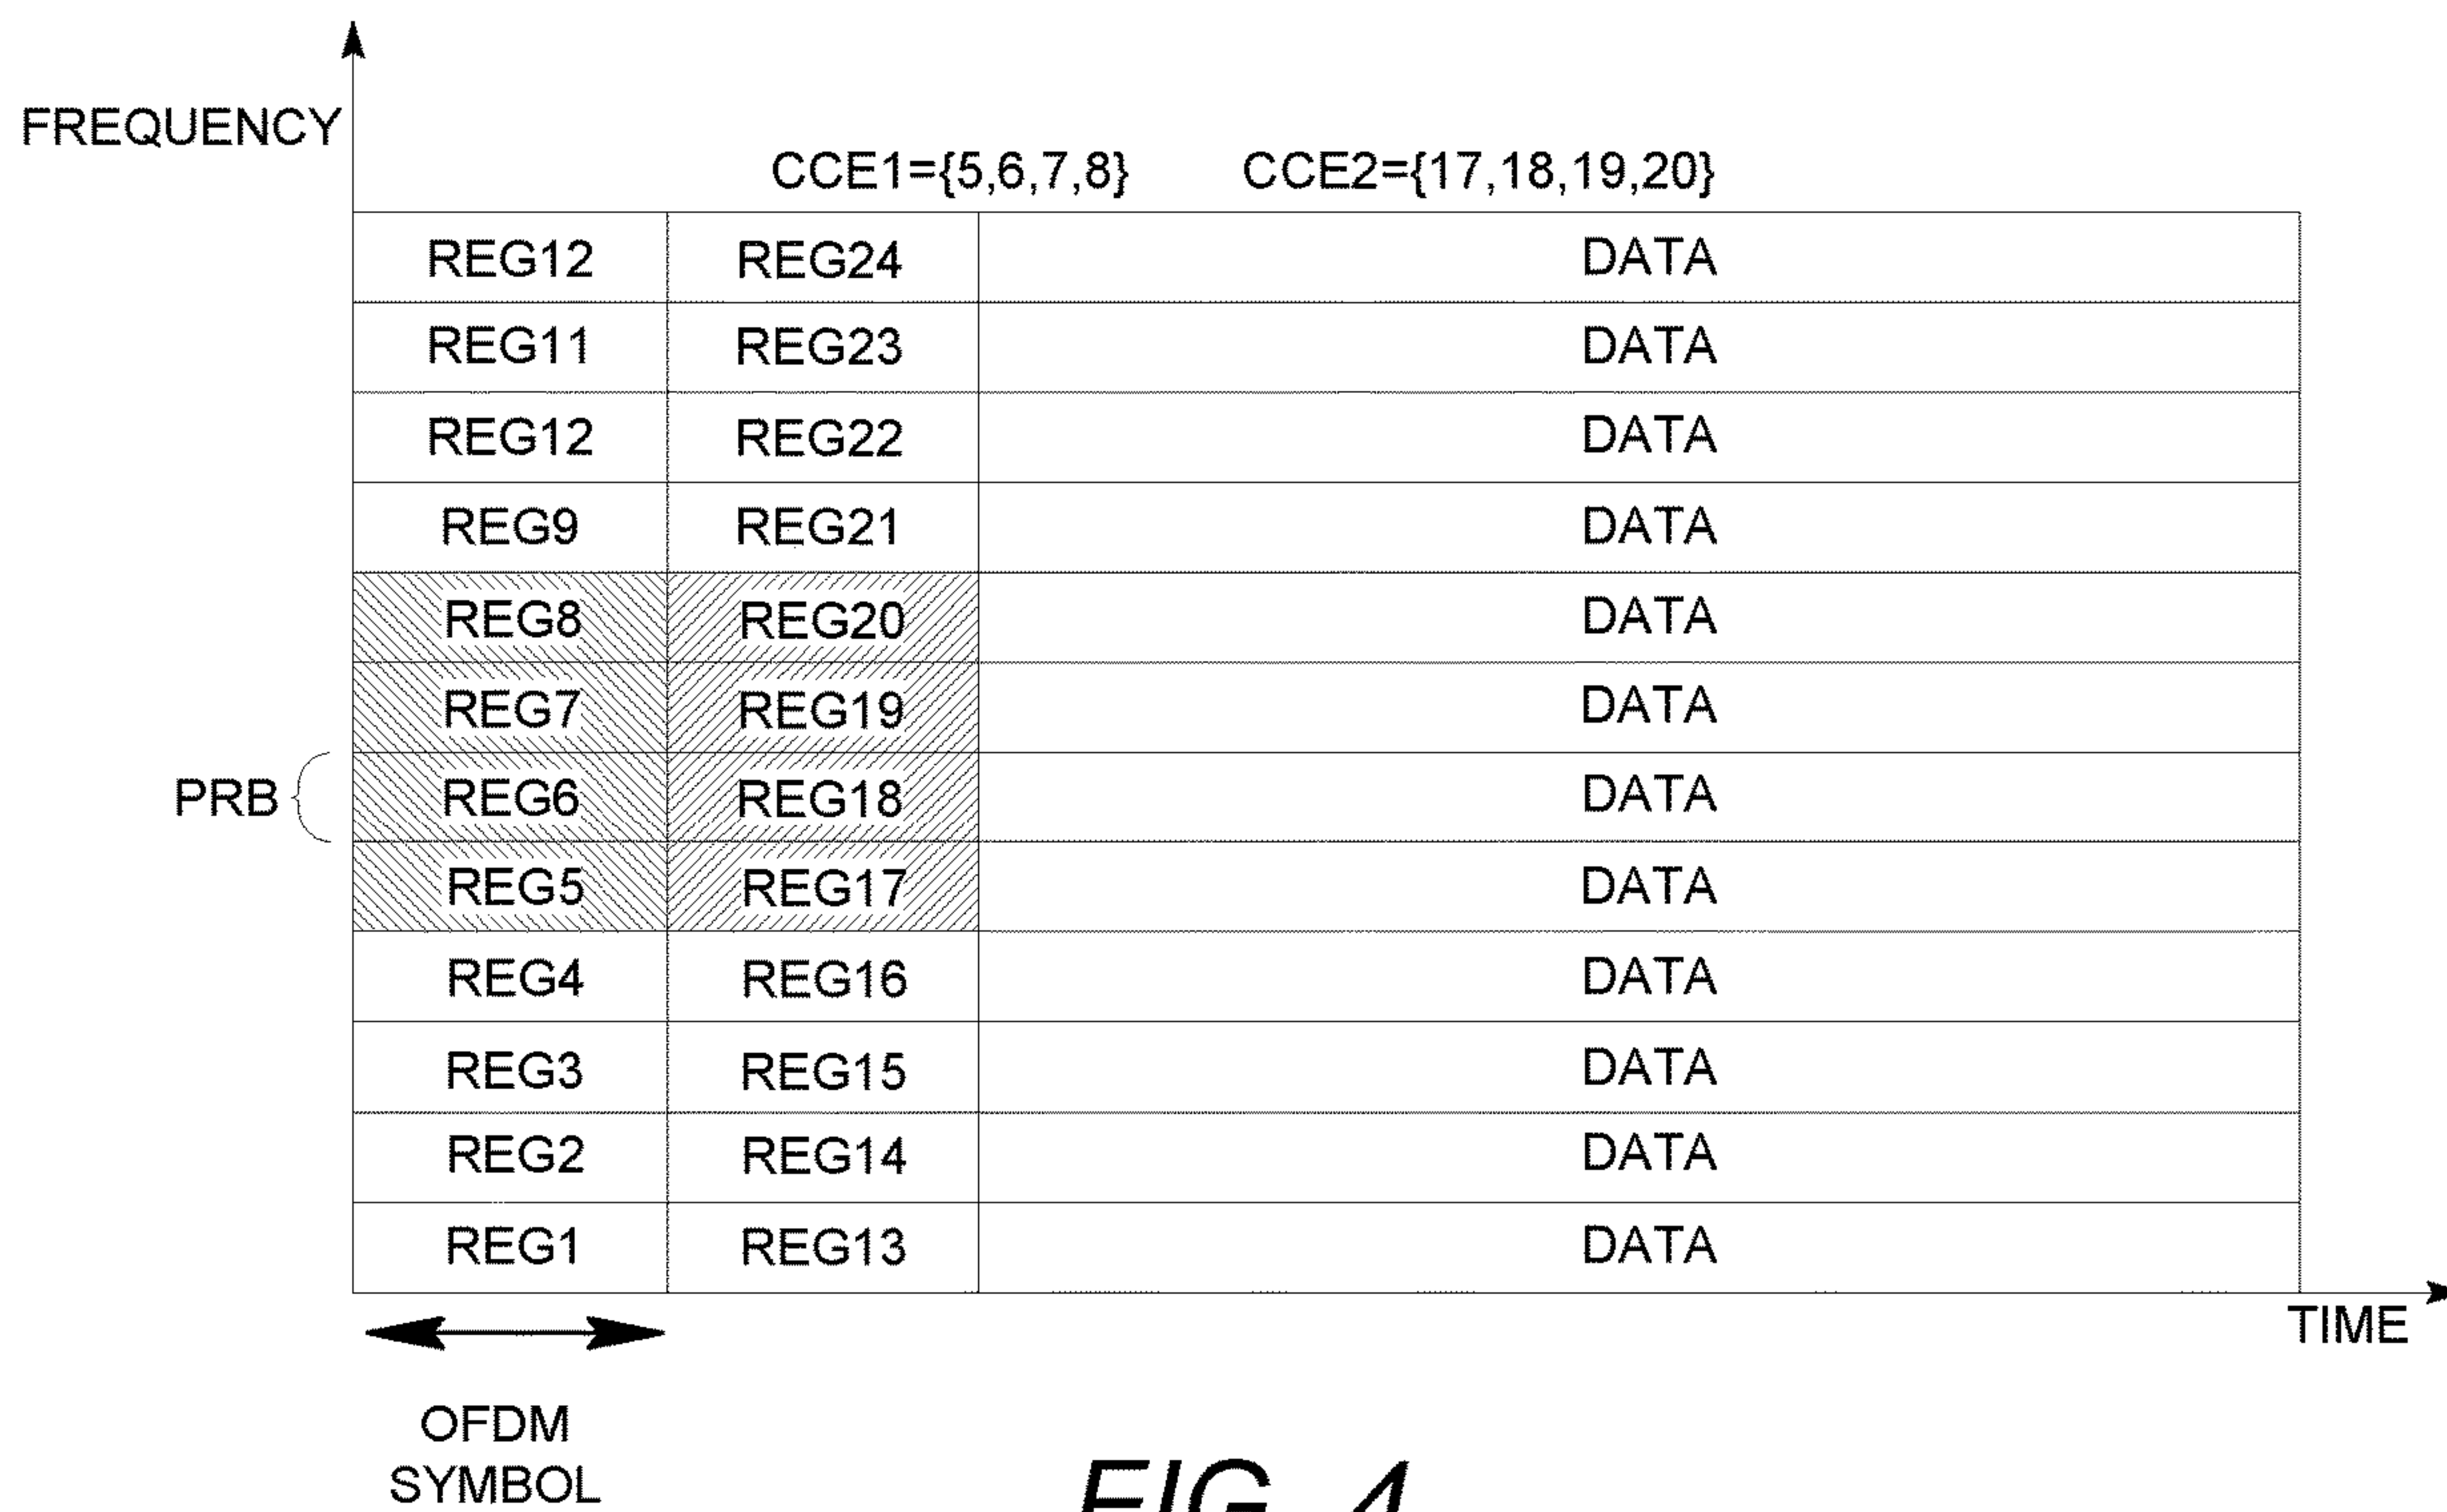 FREQUENCY
CCE1={5,6,7,8} CCE2={17,18,19,20}
REG12 REG24 DATA
REG11 REG23 DATA
REG12 REG22 DATA
REG9 REG21 DATA
REG8 REG20 DATA
REG7 REG19 DATA
PRB REG6 REG18 DATA
REG5 REG17 DATA
REG4 REG16 DATA
REG3 REG15 DATA
REG2 REG14 DATA
REG1 REG13 DATA
TIME
OFDM
SYMBOL
FIG. 4